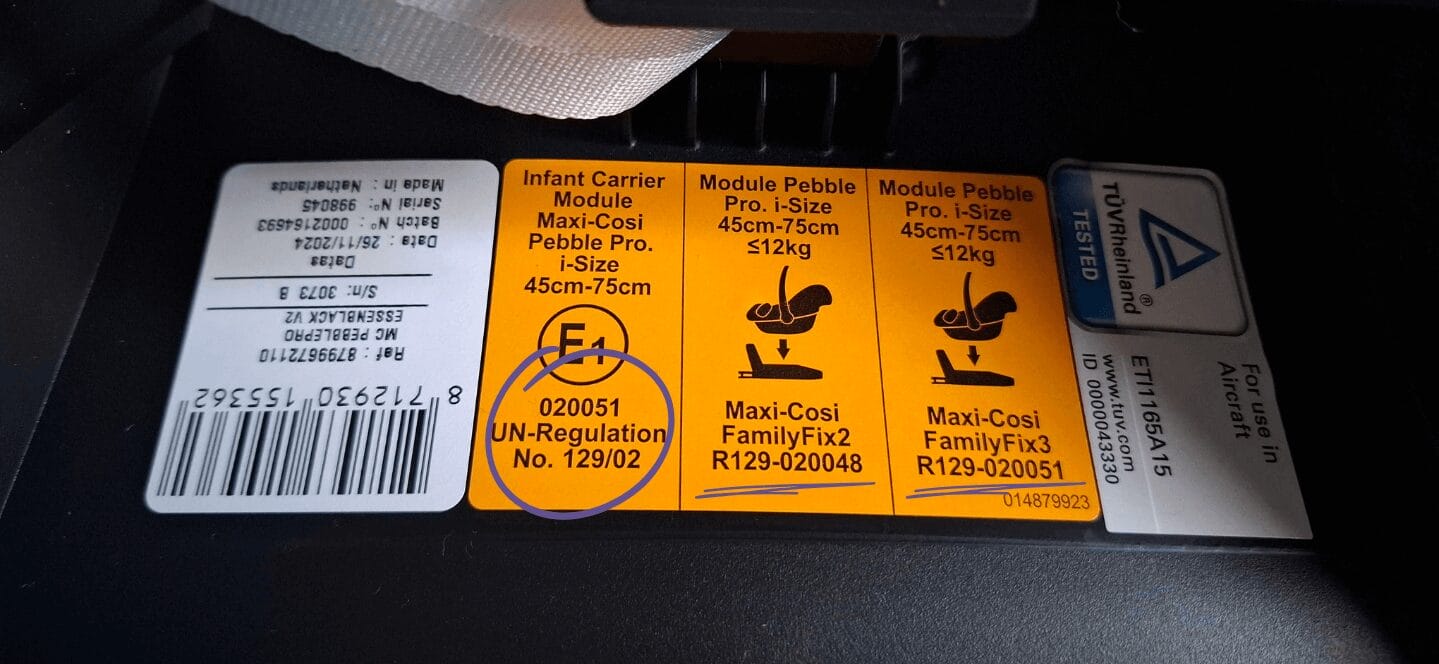 Made in : Netherlands
Serial N° : 998045
Batch N° : 0002164693
Date : 26/11/2024
Datas
S/n: 3073 B
ESSENBLACK V2
MC PEBBLEPRO
Ref : 8799672110
8 712930 155362
Infant Carrier
Module
Maxi-Cosi
Pebble Pro.
i-Size
45cm-75cm
E1
020051
UN-Regulation
No. 129/02
Module Pebble
Pro. i-Size
45cm-75cm
≤12kg
Maxi-Cosi
FamilyFix2
R129-020048
Module Pebble
Pro. i-Size
45cm-75cm
≤12kg
Maxi-Cosi
FamilyFix3
R129-020051
014879923
TÜVRheinland®
TESTED
For use in
Aircraft
ETI1165A15
www.tuv.com
ID 0000043330